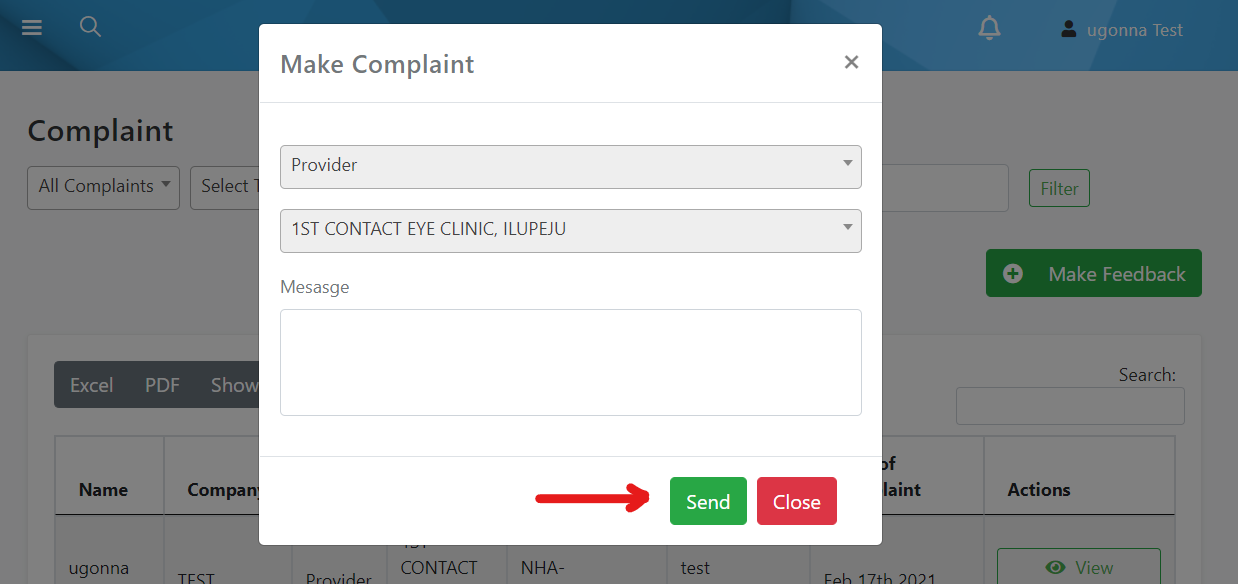 ugonna Test
Make Complaint
×
Complaint
Provider
All Complaints
Select
Filter
1ST CONTACT EYE CLINIC, ILUPEJU
Make Feedback
Mesasge
Excel PDF Show
Search:
Name Company of
laint Actions
Send Close
ugonna TEST Provider CONTACT NHA- test Feb 17th 2021 View